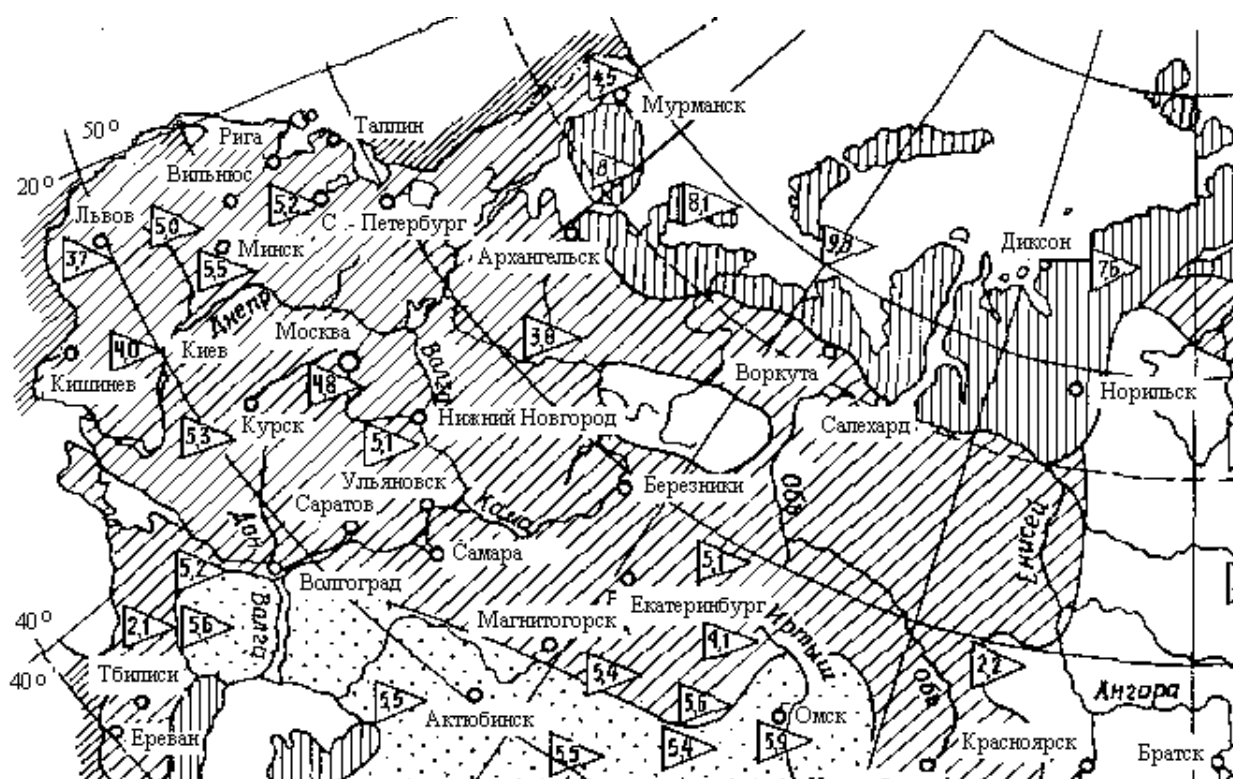 4,5
Мурманск
Таллин
Рига
50°
Вильнюс
20°
5,2
8
8,1
Львов
5,0
С.- Петербург
3,7
5,5
Минск
Архангельск
9,8
Диксон
7,6
Днепр
Москва
3,8
4,0
Киев
Волга
Воркута
Кишинев
4,8
Норильск
Курск
Нижний Новгород
Салехард
5,3
5,1
Ульяновск
Березники
Обь
Саратов
Кама
Енисей
Дон
Самара
5,2
Волгоград
5,1
F
Екатеринбург
40°
2,1
5,6
Волга
Магнитогорск
4,1
Иртыш
2,2
40°
Тбилиси
5,4
Обь
Ангара
5,5
Актюбинск
5,6
Омск
Ереван
5,5
5,4
5,9
Красноярск
Братск